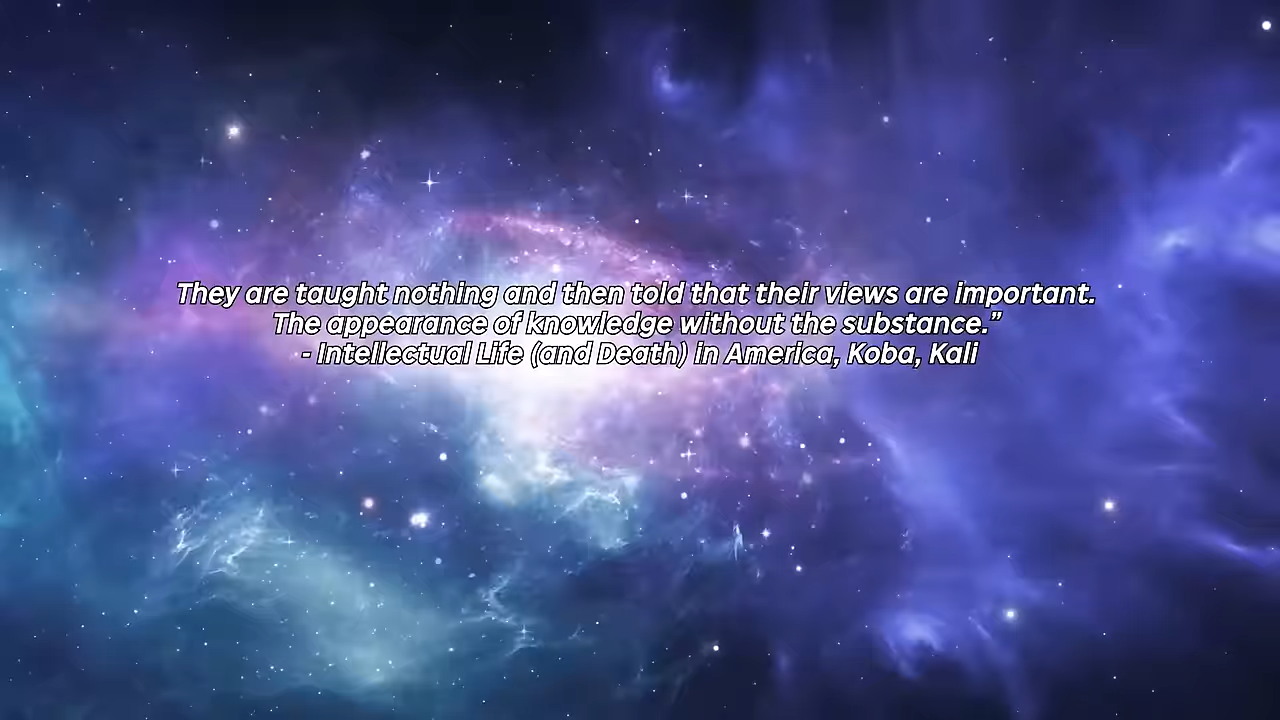 They are taught nothing and then told that their views are important.
The appearance of knowledge without the substance.”
- Intellectual Life (and Death) in America, Koba, Kali